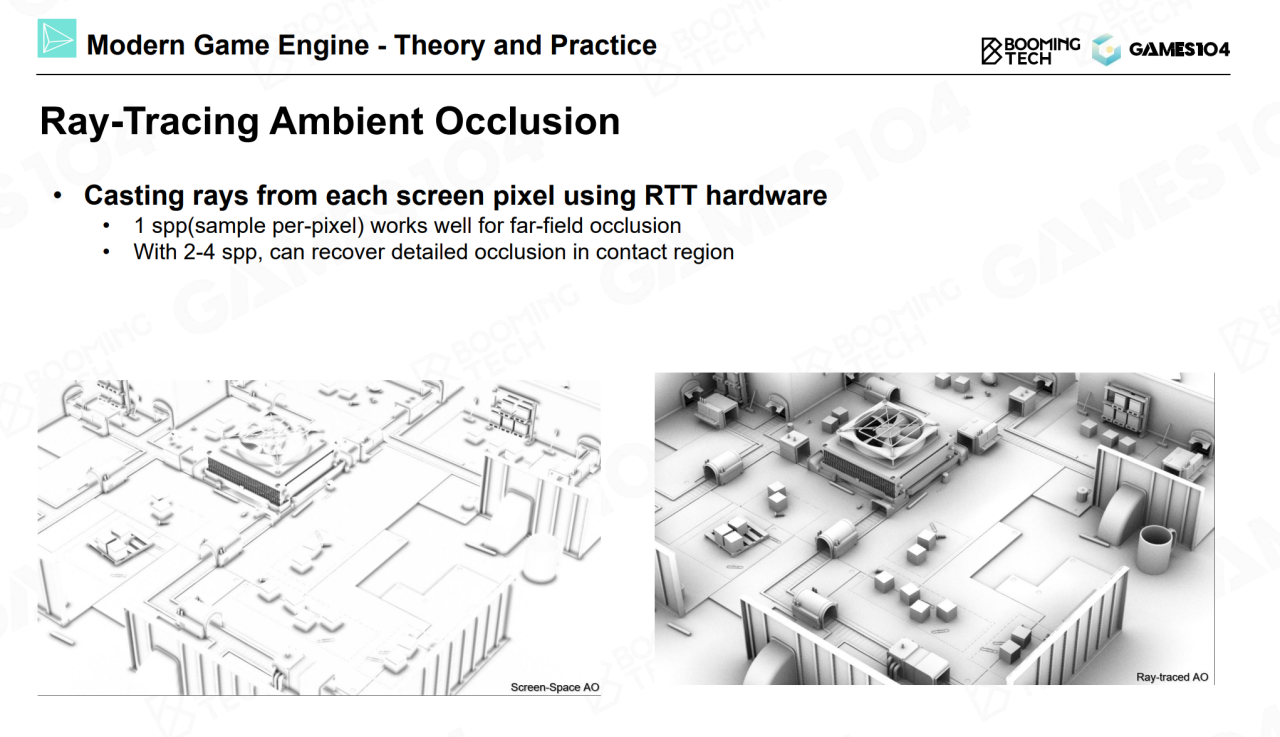 Modern Game Engine - Theory and Practice
BOOMING
TECH
GAMES104
Ray-Tracing Ambient Occlusion
• Casting rays from each screen pixel using RTT hardware
• 1 spp(sample per-pixel) works well for far-field occlusion
• With 2-4 spp, can recover detailed occlusion in contact region
Screen-Space AO
Ray-traced AO